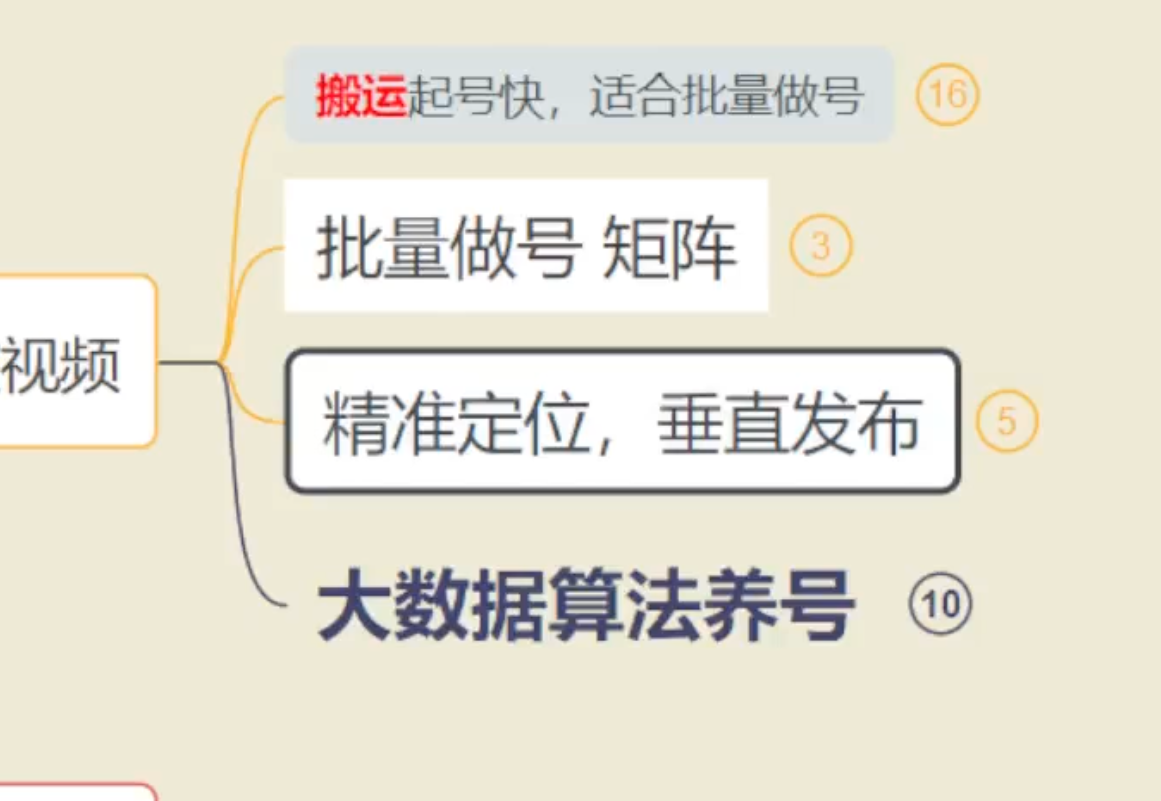 搬运起号快，适合批量做号 16
批量做号 矩阵 3
视频
精准定位，垂直发布 5
大数据算法养号 10